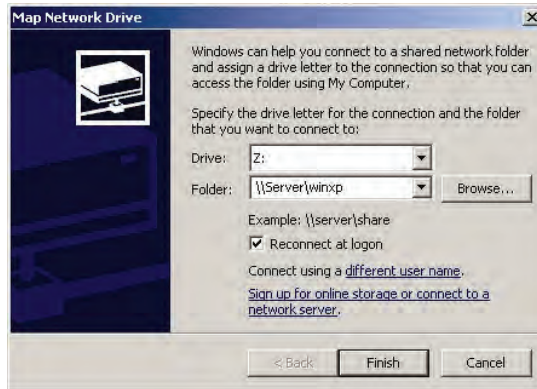 Map Network Drive
Windows can help you connect to a shared network folder
and assign a drive letter to the connection so that you can
access the folder using My Computer.
Specify the drive letter for the connection and the folder
that you want to connect to:
Drive: Z:
Folder: \\Server\winxp Browse...
Example: \\server\share
Reconnect at logon
Connect using a different user name.
Sign up for online storage or connect to a
network server.
< Back Finish Cancel